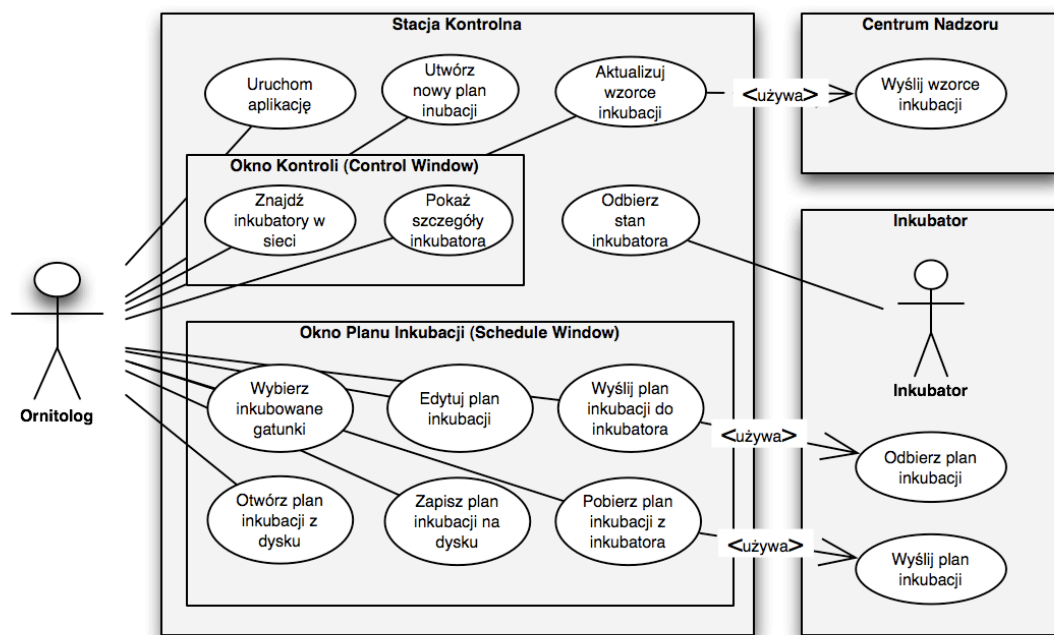 Stacja Kontrolna
Uruchom
aplikację
Utwórz
nowy plan
inubacji
Aktualizuj
wzorce
inkubacji
<używa>
Centrum Nadzoru
Wyślij wzorce
inkubacji
Okno Kontroli (Control Window)
Znajdź
inkubatory w
sieci
Pokaż
szczegóły
inkubatora
Odbierz
stan
inkubatora
Inkubator
Inkubator
Ornitolog
Okno Planu Inkubacji (Schedule Window)
Wybierz
inkubowane
gatunki
Edytuj plan
inkubacji
Wyślij plan
inkubacji do
inkubatora
<używa>
Odbierz plan
inkubacji
Otwórz plan
inkubacji z
dysku
Zapisz plan
inkubacji na
dysku
Pobierz plan
inkubacji z
inkubatora
<używa>
Wyślij plan
inkubacji